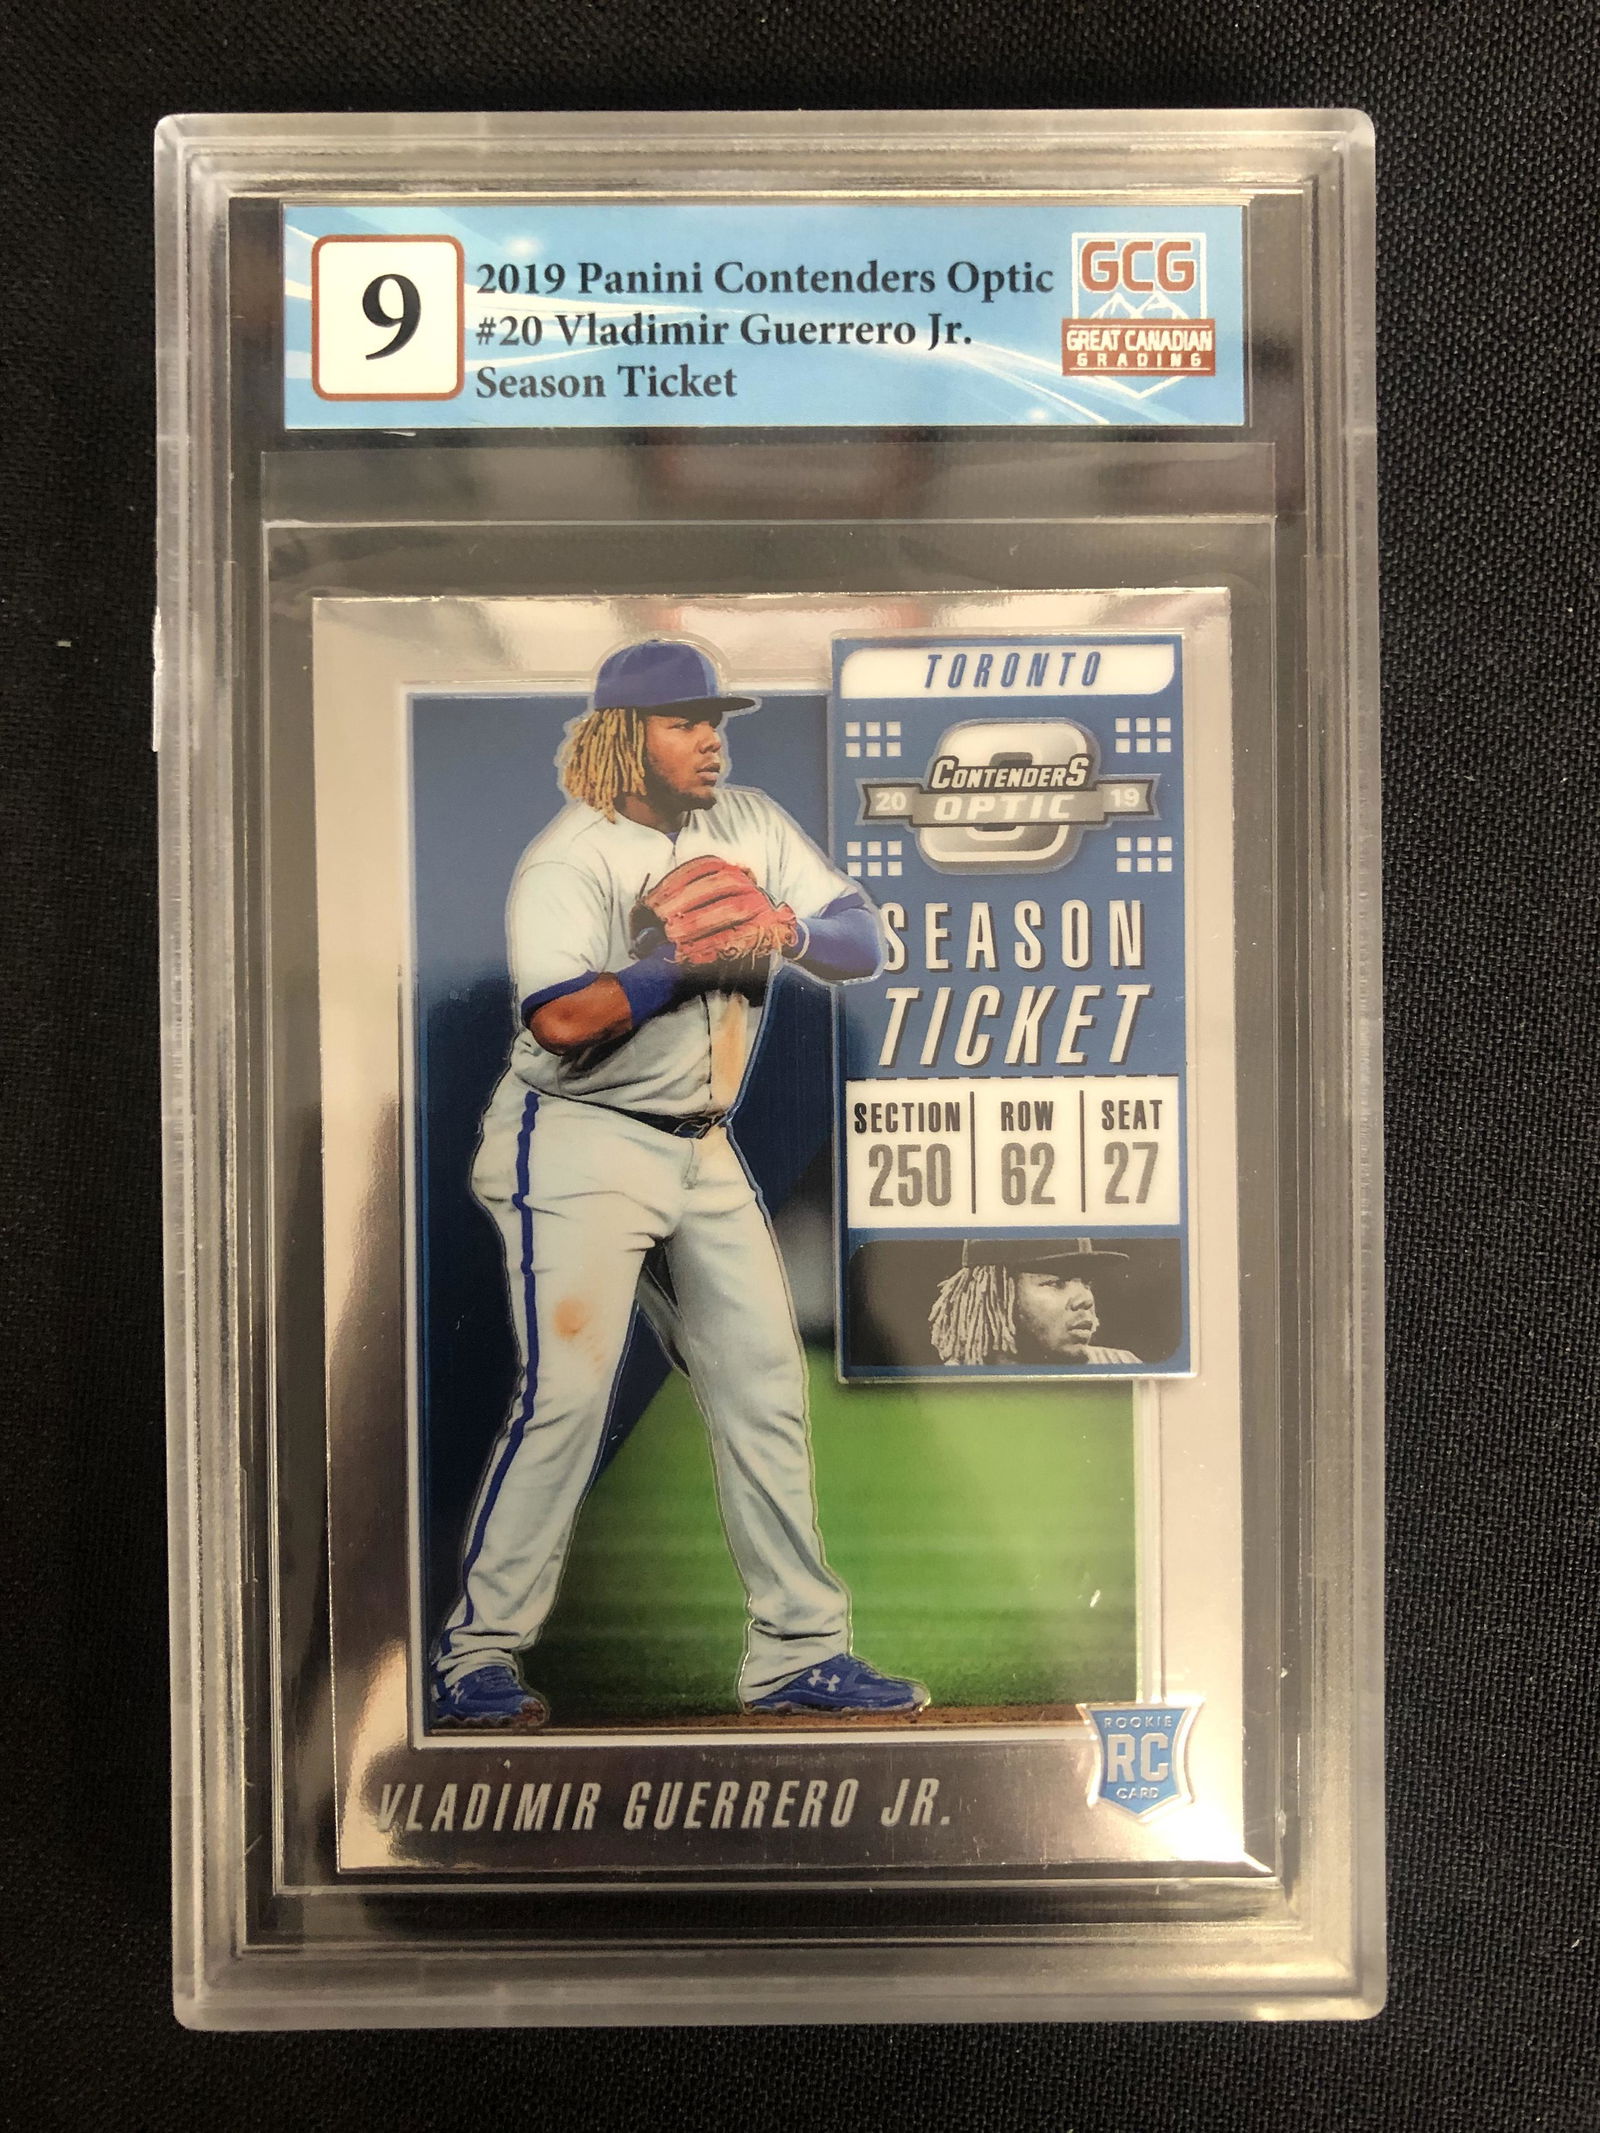 9
2019 Panini Contenders Optic
#20 Vladimir Guerrero Jr.
Season Ticket
GCG
GREAT CANADIAN
GRADING
TORONTO
CONTENDERS
20 OPTIC 19
SEASON
TICKET
SECTION ROW SEAT
250 62 27
VLADIMIR GUERRERO JR.
ROOKIE
RC
CARD